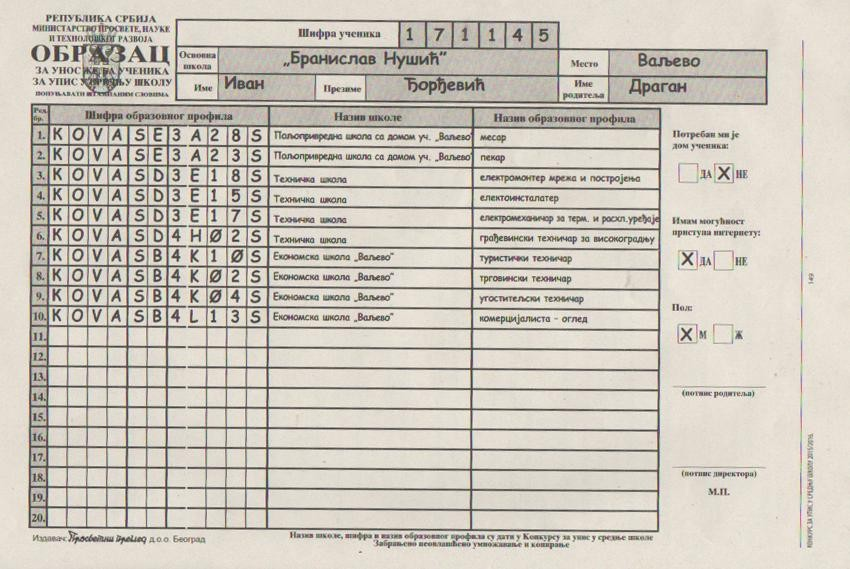 РЕПУБЛИКА СРБИЈА
МИНИСТАРСТВО ПРОСВЕТЕ, НАУКЕ
И ТЕХНОЛОШКОГ РАЗВОЈА
ОБРАЗАЦ
ЗА УНОС ЖЕЉА УЧЕНИКА
ЗА УПИС У СРЕДЊУ ШКОЛУ
ПОПУЊАВАТИ ШТАМПАНИМ СЛОВИМА
Шифра ученика 1 7 1 1 4 5
Основна школа „Бранислав Нушић” Место Ваљево
Име Иван Презиме Ђорђевић Име родитеља Драган
Ред. бр. Шифра образовног профила Назив школе Назив образовног профила
1. K O V A S E 3 A 2 8 S Пољопривредна школа са домом уч. „Ваљево” месар
2. K O V A S E 3 A 2 3 S Пољопривредна школа са домом уч. „Ваљево” пекар
3. K O V A S D 3 E 1 8 S Техничка школа електромонтер мрежа и постројења
4. K O V A S D 3 E 1 5 S Техничка школа електоинсталатер
5. K O V A S D 3 E 1 7 S Техничка школа електромеханичар за терм. и расхл.уређаје
6. K O V A S D 4 H Ø 2 S Техничка школа грађевински техничар за високоградњу
7. K O V A S B 4 K 1 Ø S Економска школа „Ваљево” туристички техничар
8. K O V A S B 4 K Ø 2 S Економска школа „Ваљево” трговински техничар
9. K O V A S B 4 K Ø 4 S Економска школа „Ваљево” угоститељски техничар
10. K O V A S B 4 L 1 3 S Економска школа „Ваљево” комерцијалиста - оглед
11.
12.
13.
14.
15.
16.
17.
18.
19.
20.
Потребан ми је
дом ученика:
ДА X НЕ
Имам могућност
приступа интернету:
X ДА НЕ
Пол:
X М Ж
(потпис родитеља)
(потпис директора)
М.П.
149
КОНКУРС ЗА УПИС У СРЕДЊУ ШКОЛУ 2015/2016.
Издавач: Просветни преглед д.о.о. Београд
Назив школе, шифра и назив образовног профила су дати у Конкурсу за упис у средње школе
Забрањено неовлашћено умножавање и копирање